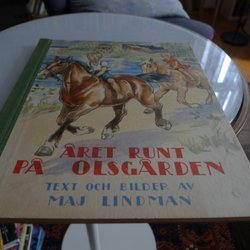 ÅRET RUNT
PÅ OLSGÅRDEN
TEXT OCH BILDER AV
MAJ LINDMAN